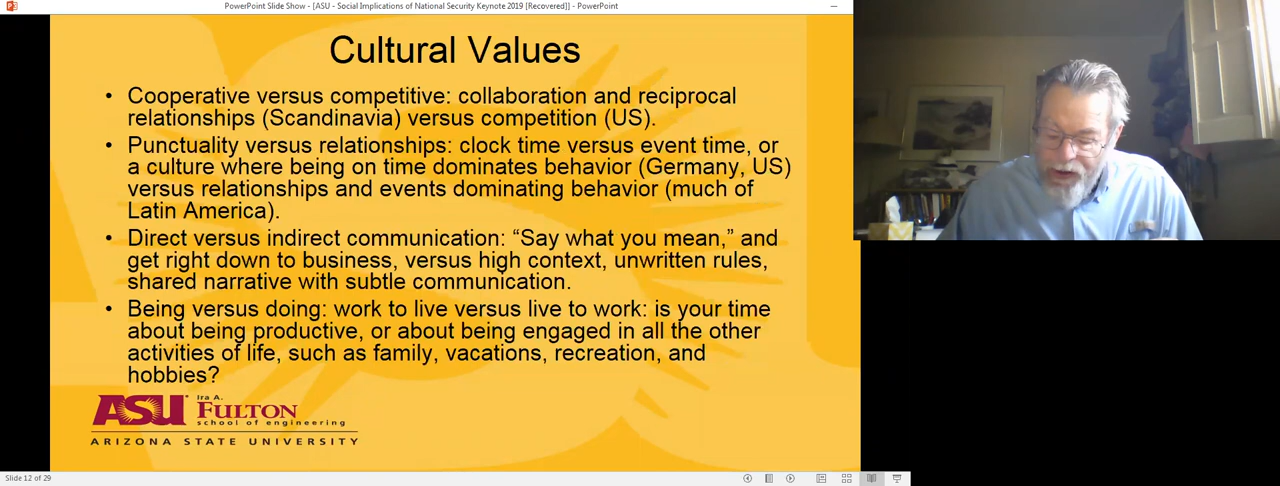 PowerPoint Slide Show - [ASU - Social Implications of National Security Keynote 2019 [Recovered]] - PowerPoint
Cultural Values
• Cooperative versus competitive: collaboration and reciprocal
relationships (Scandinavia) versus competition (US).
• Punctuality versus relationships: clock time versus event time, or
a culture where being on time dominates behavior (Germany, US)
versus relationships and events dominating behavior (much of
Latin America).
• Direct versus indirect communication: “Say what you mean,” and
get right down to business, versus high context, unwritten rules,
shared narrative with subtle communication.
• Being versus doing: work to live versus live to work: is your time
about being productive, or about being engaged in all the other
activities of life, such as family, vacations, recreation, and
hobbies?
ASU Ira A.
FULTON
school of engineering
ARIZONA STATE UNIVERSITY
Slide 12 of 29